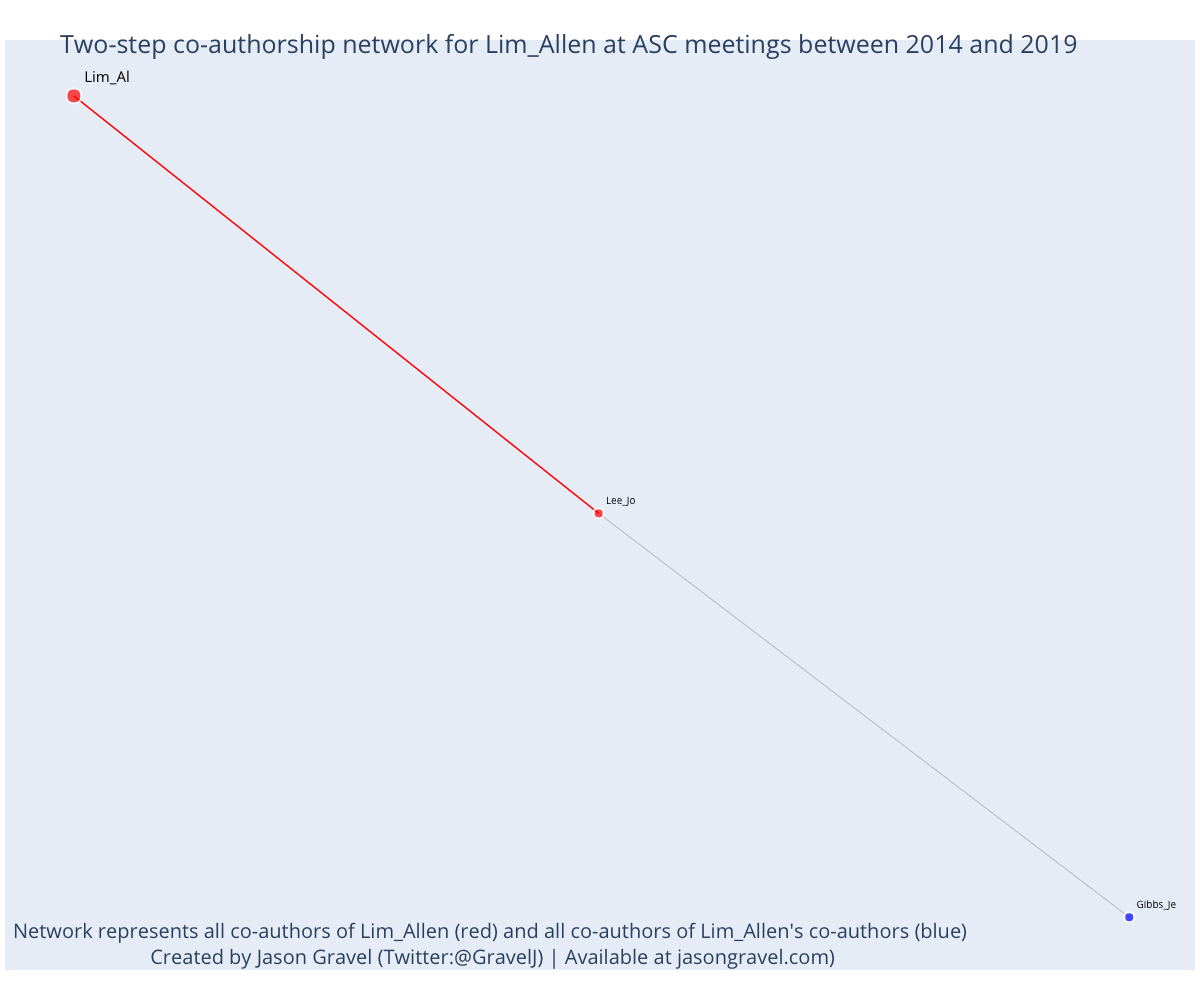 Two-step co-authorship network for Lim_Allen at ASC meetings between 2014 and 2019
Lim_Al
Lee_Jo
Gibbs_Je
Network represents all co-authors of Lim_Allen (red) and all co-authors of Lim_Allen's co-authors (blue)
Created by Jason Gravel (Twitter:@GravelJ) | Available at jasongravel.com)